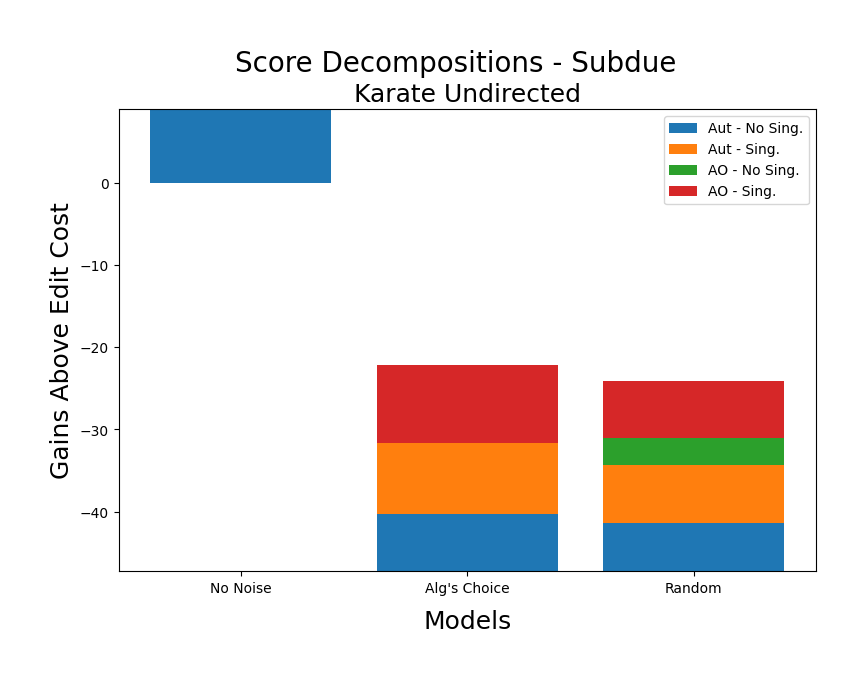 Score Decompositions - Subdue
Karate Undirected
Aut - No Sing.
Aut - Sing.
AO - No Sing.
AO - Sing.
Gains Above Edit Cost
0
−10
−20
−30
−40
No Noise
Alg's Choice
Random
Models